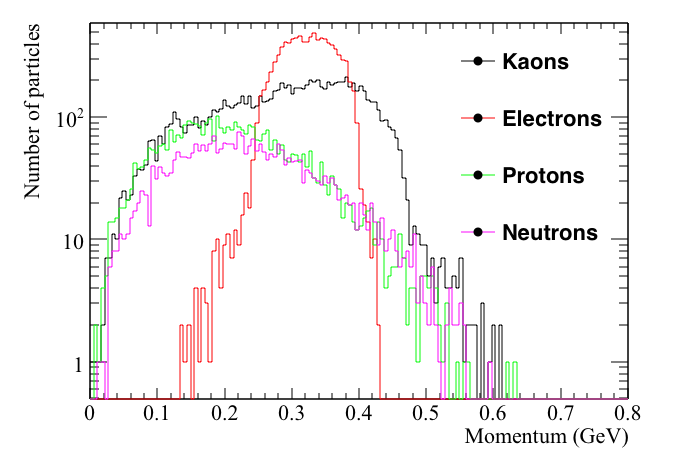 Number of particles
10²
10
1
0 0.1 0.2 0.3 0.4 0.5 0.6 0.7 0.8
Momentum (GeV)
Kaons
Electrons
Protons
Neutrons